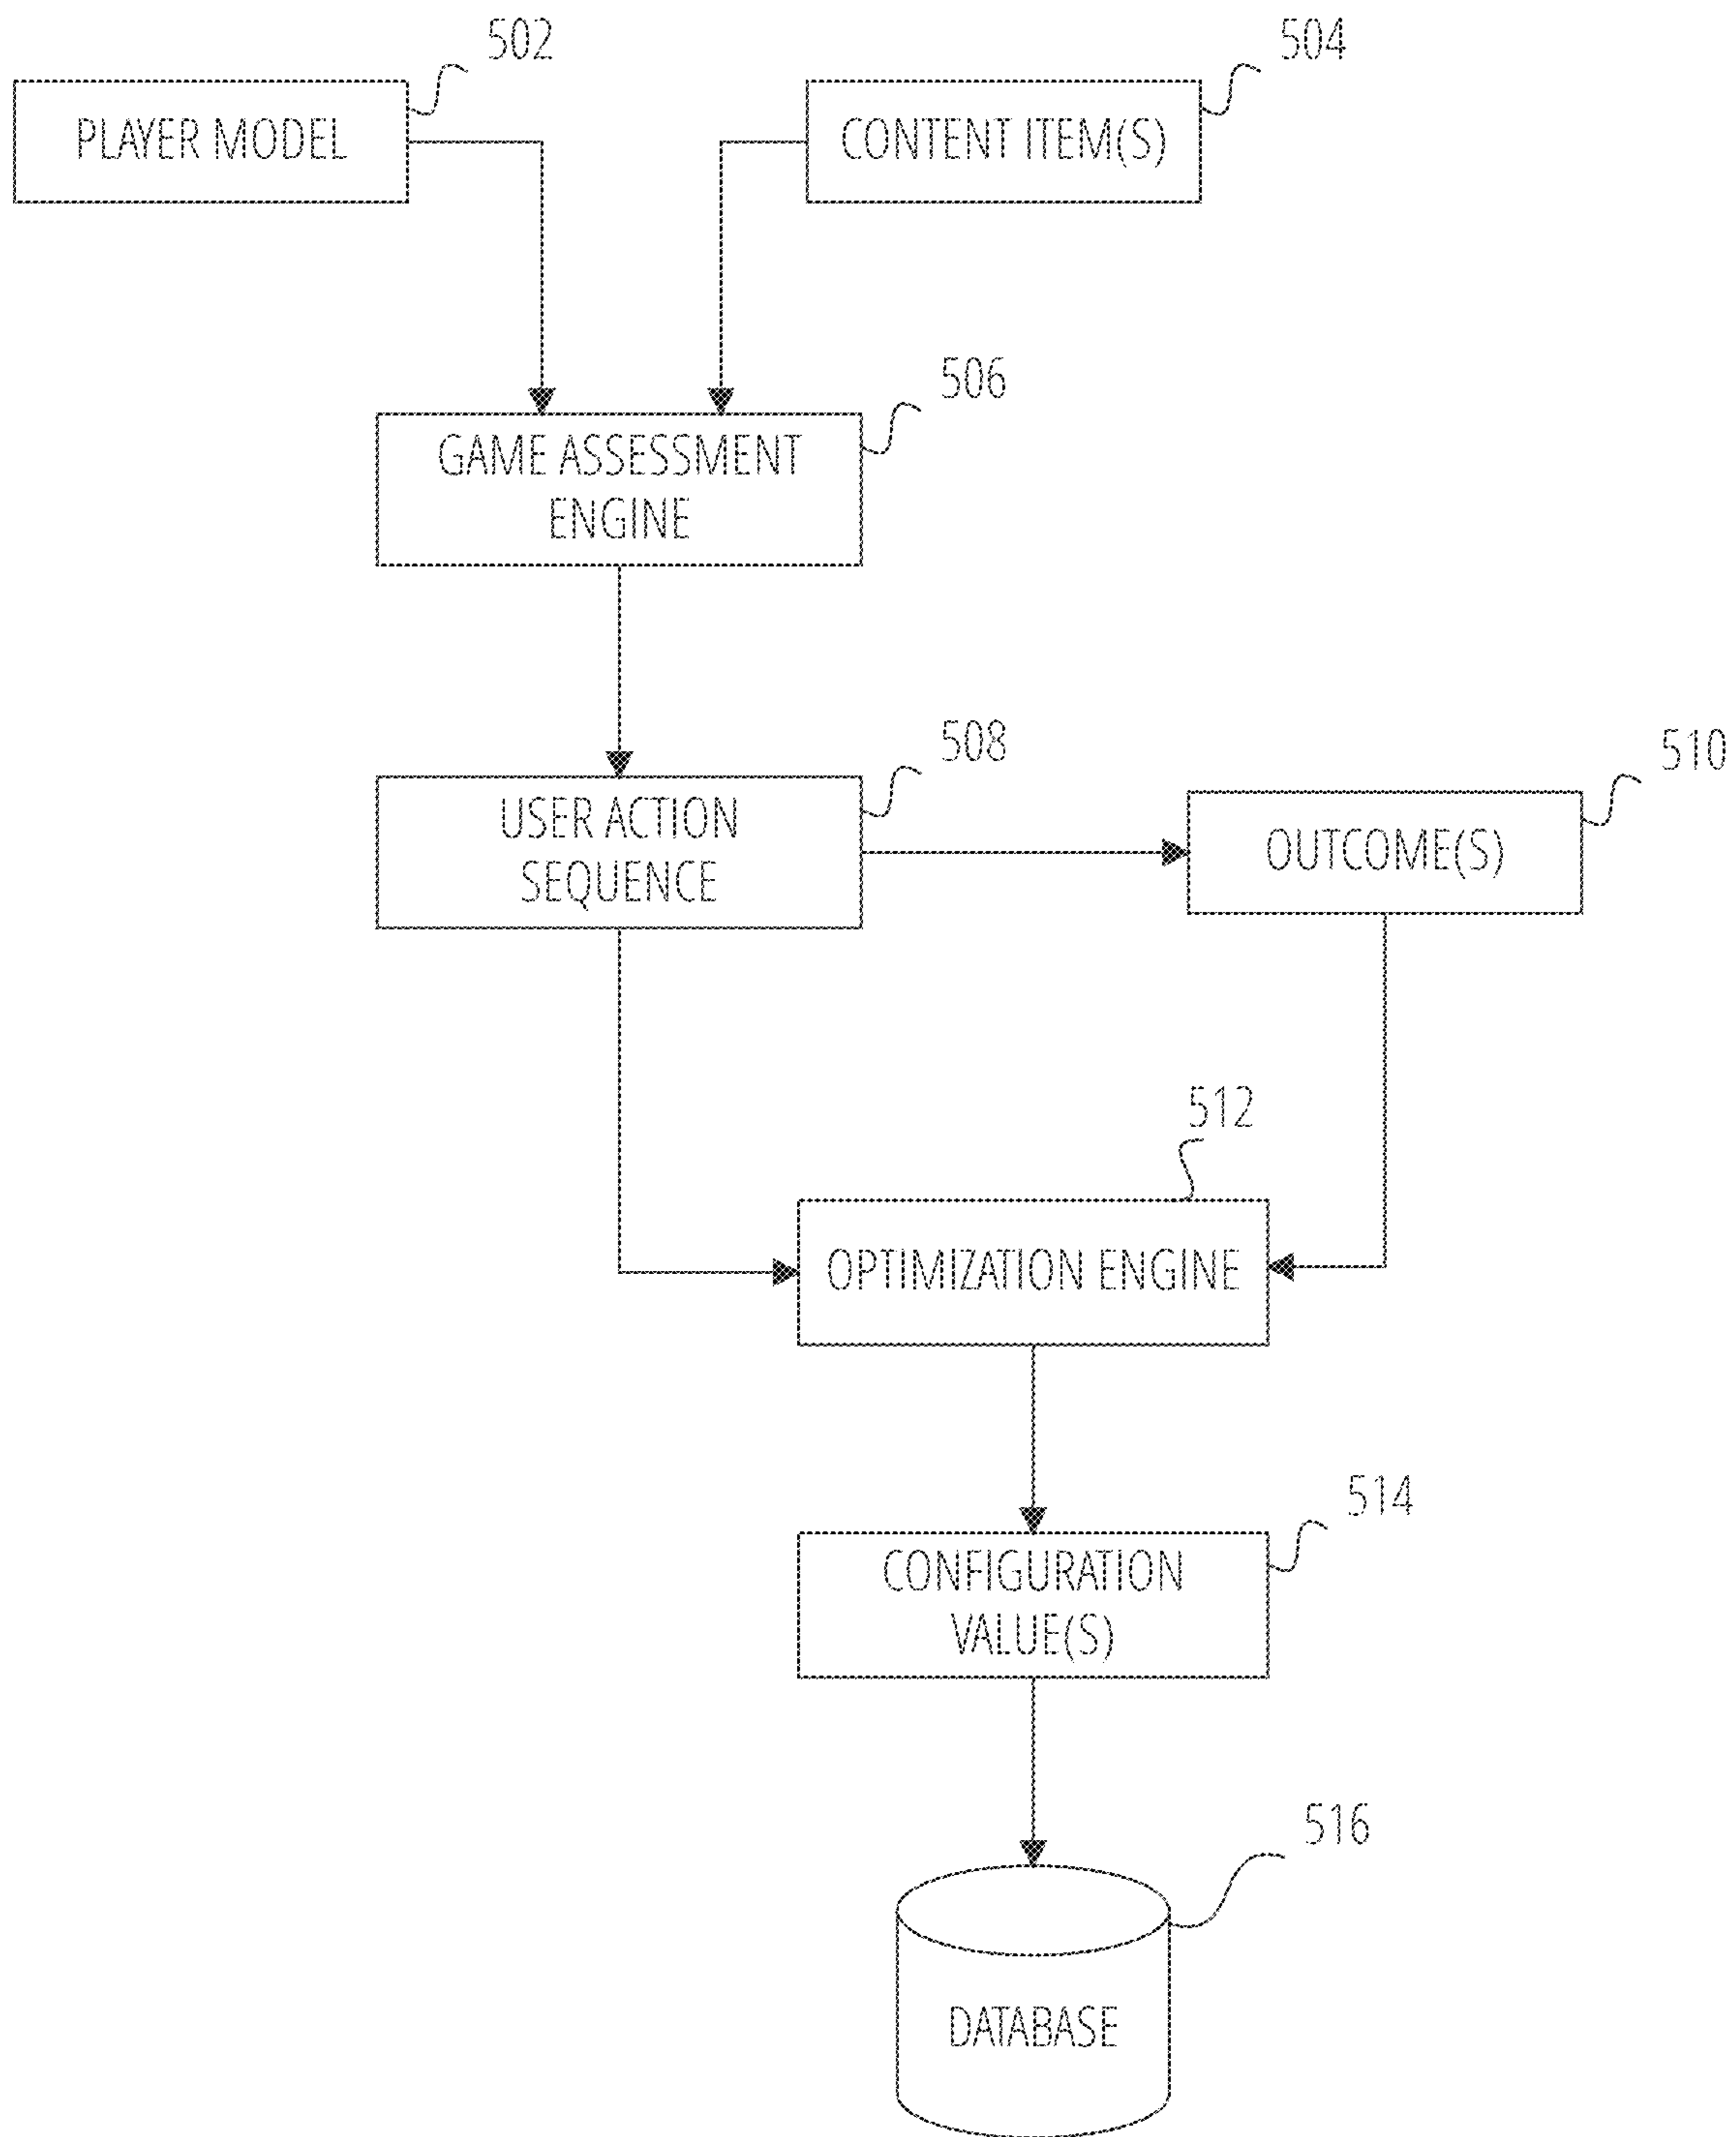 502
504
PLAYER MODEL
CONTENT ITEM(S)
506
GAME ASSESSMENT
ENGINE
508
510
USER ACTION
SEQUENCE
OUTCOME(S)
512
OPTIMIZATION ENGINE
514
CONFIGURATION
VALUE(S)
516
DATABASE